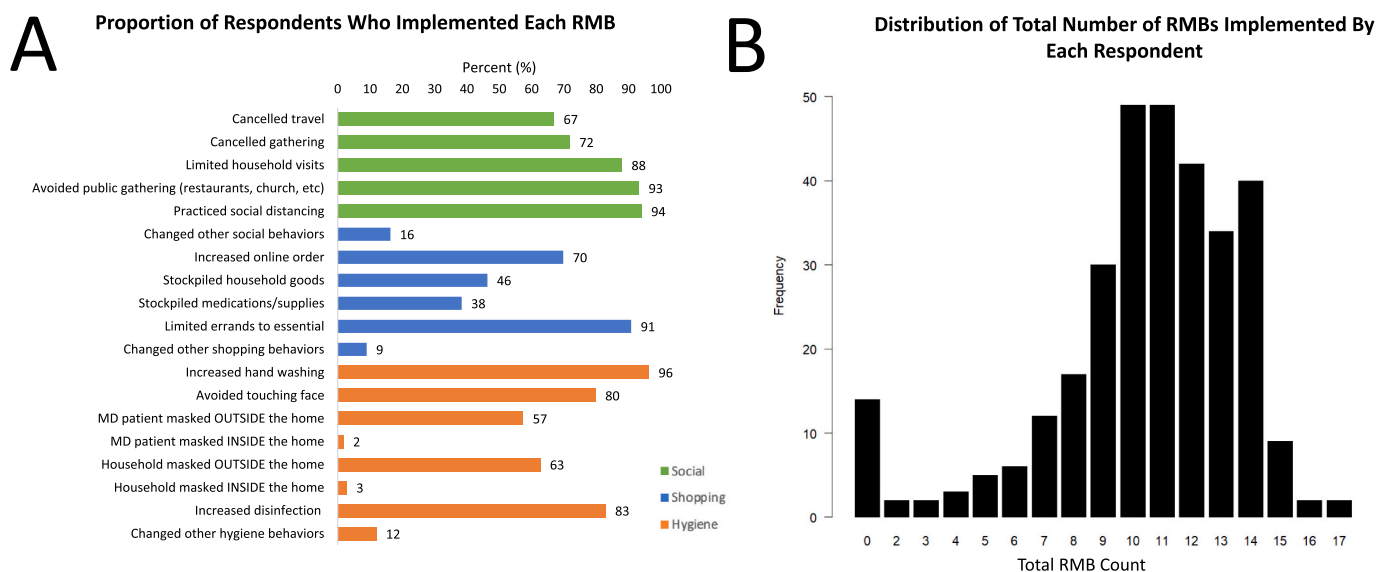 A
Proportion of Respondents Who Implemented Each RMB
Percent (%)
0 10 20 30 40 50 60 70 80 90 100
Cancelled travel 67
Cancelled gathering 72
Limited household visits 88
Avoided public gathering (restaurants, church, etc) 93
Practiced social distancing 94
Changed other social behaviors 16
Increased online order 70
Stockpiled household goods 46
Stockpiled medications/supplies 38
Limited errands to essential 91
Changed other shopping behaviors 9
Increased hand washing 96
Avoided touching face 80
MD patient masked OUTSIDE the home 57
MD patient masked INSIDE the home 2
Household masked OUTSIDE the home 63
Household masked INSIDE the home 3
Increased disinfection 83
Changed other hygiene behaviors 12
Social
Shopping
Hygiene
B
Distribution of Total Number of RMBs Implemented By
Each Respondent
Frequency
50
40
30
20
10
0
0 2 3 4 5 6 7 8 9 10 11 12 13 14 15 16 17
Total RMB Count